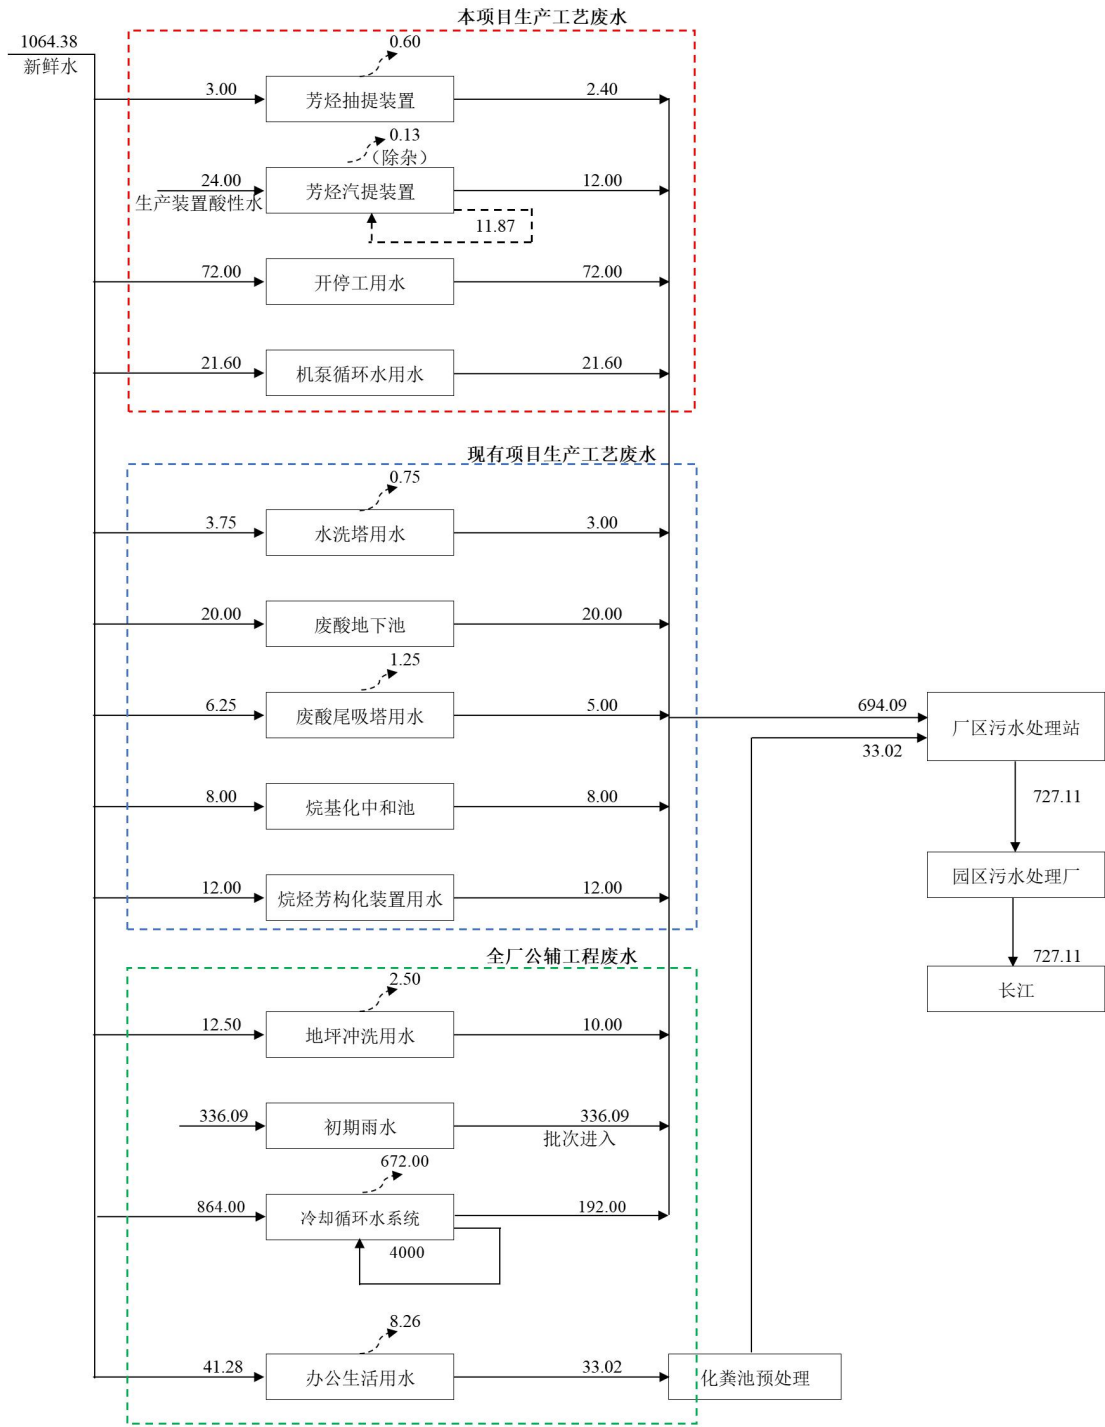 本项目生产工艺废水
1064.38
新鲜水
0.60
3.00
芳烃抽提装置
2.40
0.13
（除杂）
24.00
生产装置酸性水
芳烃汽提装置
12.00
11.87
72.00
开停工用水
72.00
21.60
机泵循环水用水
21.60
现有项目生产工艺废水
0.75
3.75
水洗塔用水
3.00
20.00
废酸地下池
20.00
1.25
6.25
废酸尾吸塔用水
5.00
694.09
33.02
厂区污水处理站
727.11
8.00
烷基化中和池
8.00
园区污水处理厂
12.00
烷烃芳构化装置用水
12.00
727.11
长江
全厂公辅工程废水
2.50
12.50
地坪冲洗用水
10.00
336.09
初期雨水
336.09
批次进入
672.00
864.00
冷却循环水系统
192.00
4000
8.26
41.28
办公生活用水
33.02
化粪池预处理